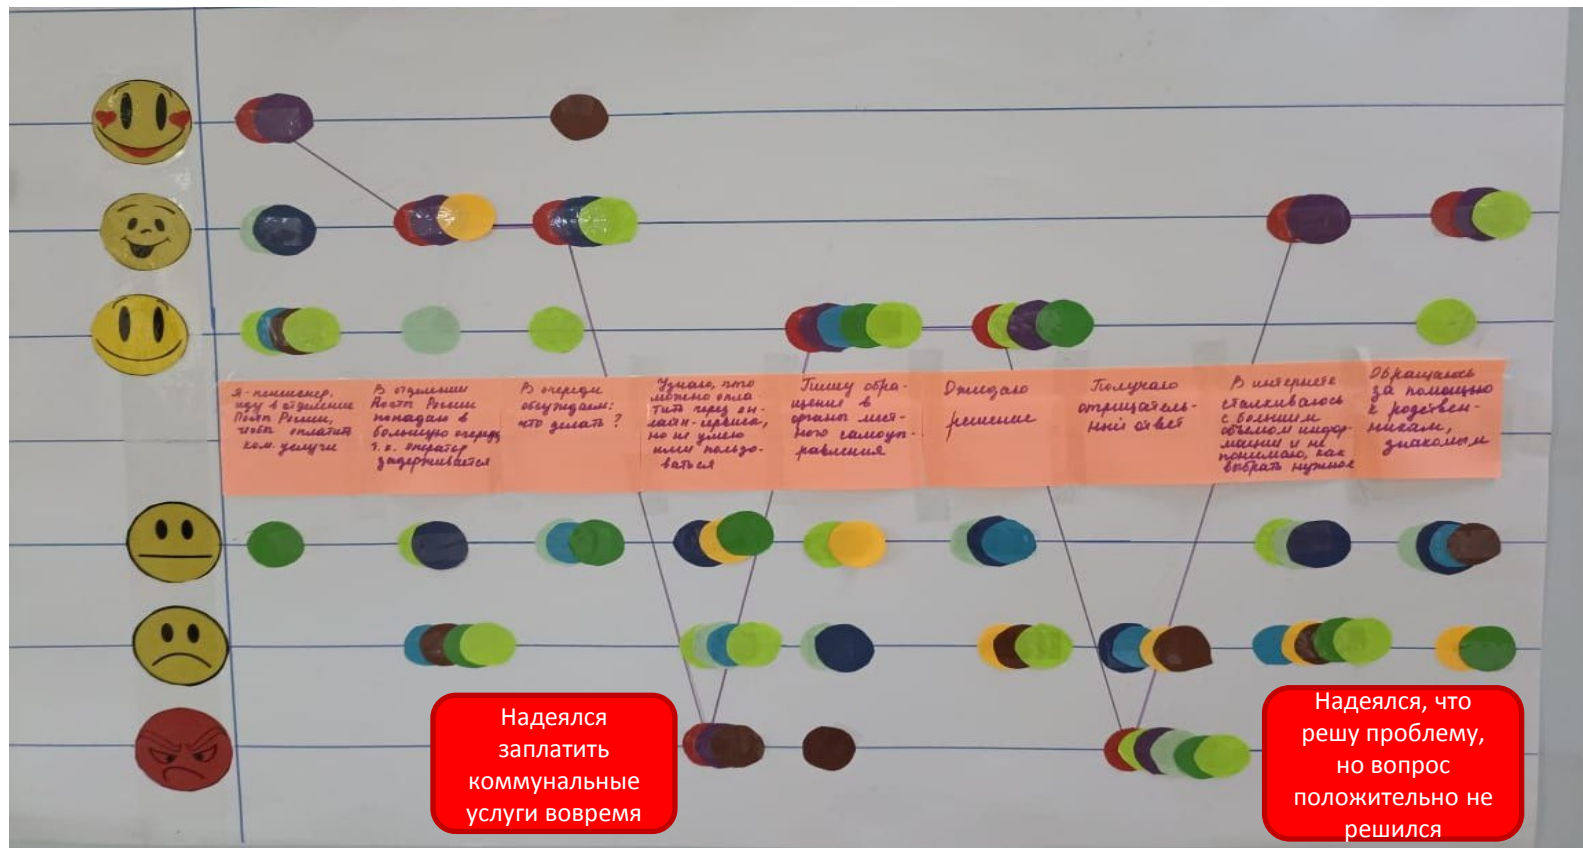 Я-пенсионер,
иду в отделение
Почты России,
чтобы оплатить
ком. услуги
В отделении
Почты России
попадаю в
большую очередь
т.к. оператор
задерживается
В очереди
обсуждаем:
что делать?
Узнаю, что
можно опла-
тить через он-
лайн-сервисы,
но не умею
ими пользо-
ваться
Пишу обра-
щение в
органы мест-
ного самоуп-
равления
Ожидаю
решение
Получаю
отрицатель-
ный ответ
В интернете
сталкиваюсь
с большим
объемом инфор-
мации и не
понимаю, как
выбрать нужное
Обращаюсь
за помощью
к родствен-
никам,
знакомым
Надеялся
заплатить
коммунальные
услуги вовремя
Надеялся, что
решу проблему,
но вопрос
положительно не
решился